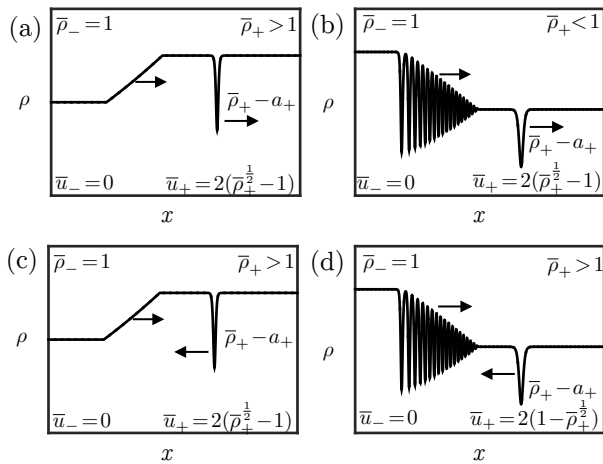 (a) ρ̅₋ = 1 ρ̅₊ > 1
ρ ρ̅₊ − a₊
u̅₋ = 0 u̅₊ = 2(ρ̅₊^{1/2} − 1)
x
(b) ρ̅₋ = 1 ρ̅₊ < 1
ρ ρ̅₊ − a₊
u̅₋ = 0 u̅₊ = 2(ρ̅₊^{1/2} − 1)
x
(c) ρ̅₋ = 1 ρ̅₊ > 1
ρ ρ̅₊ − a₊
u̅₋ = 0 u̅₊ = 2(ρ̅₊^{1/2} − 1)
x
(d) ρ̅₋ = 1 ρ̅₊ > 1
ρ ρ̅₊ − a₊
u̅₋ = 0 u̅₊ = 2(1 − ρ̅₊^{1/2})
x